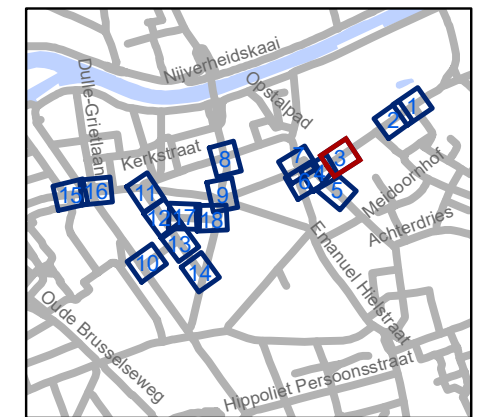 Nijverheidskaai
Dulle-Grietlaan
Opstalpad
Kerkstraat
1
2
3
4
5
6
7
8
9
10
11
12
13
14
15
16
17
18
Meidoornhof
Achterdries
Emanuel Hielstraat
Oude Brusselseweg
Hippoliet Persoonsstraat